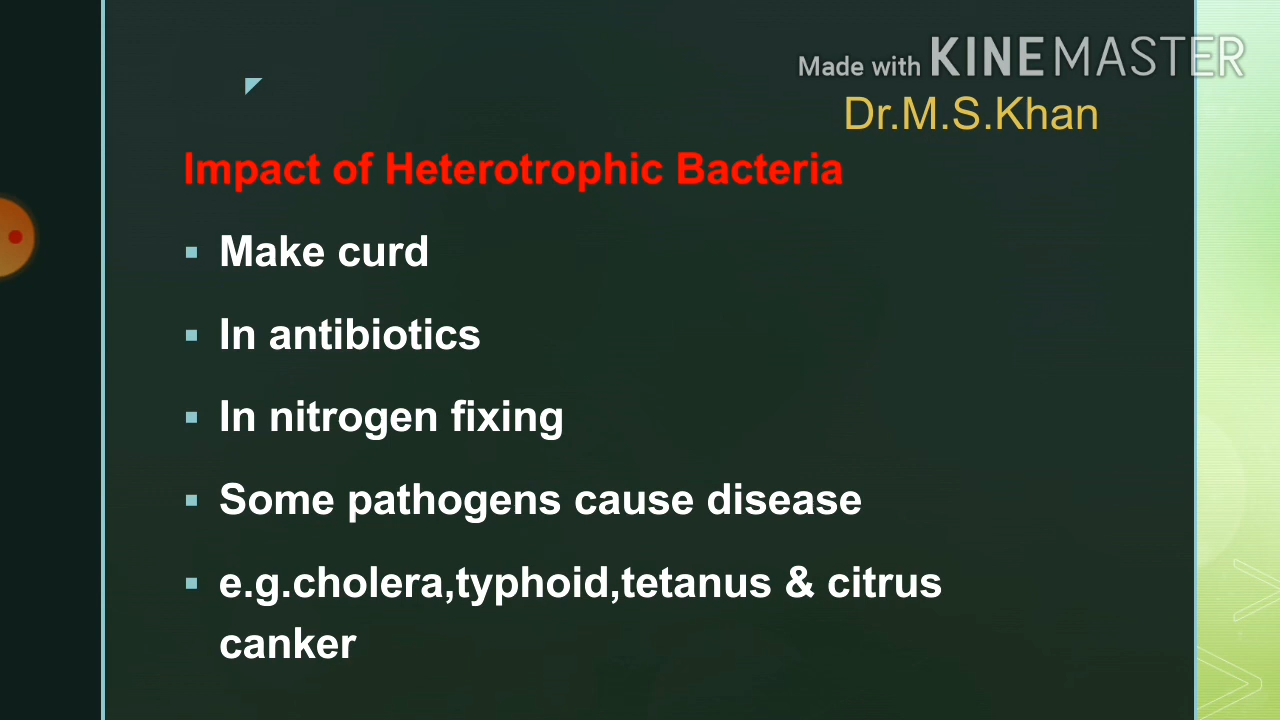 Made with KINEMASTER
Dr.M.S.Khan
Impact of Heterotrophic Bacteria
Make curd
In antibiotics
In nitrogen fixing
Some pathogens cause disease
e.g.cholera,typhoid,tetanus & citrus
canker